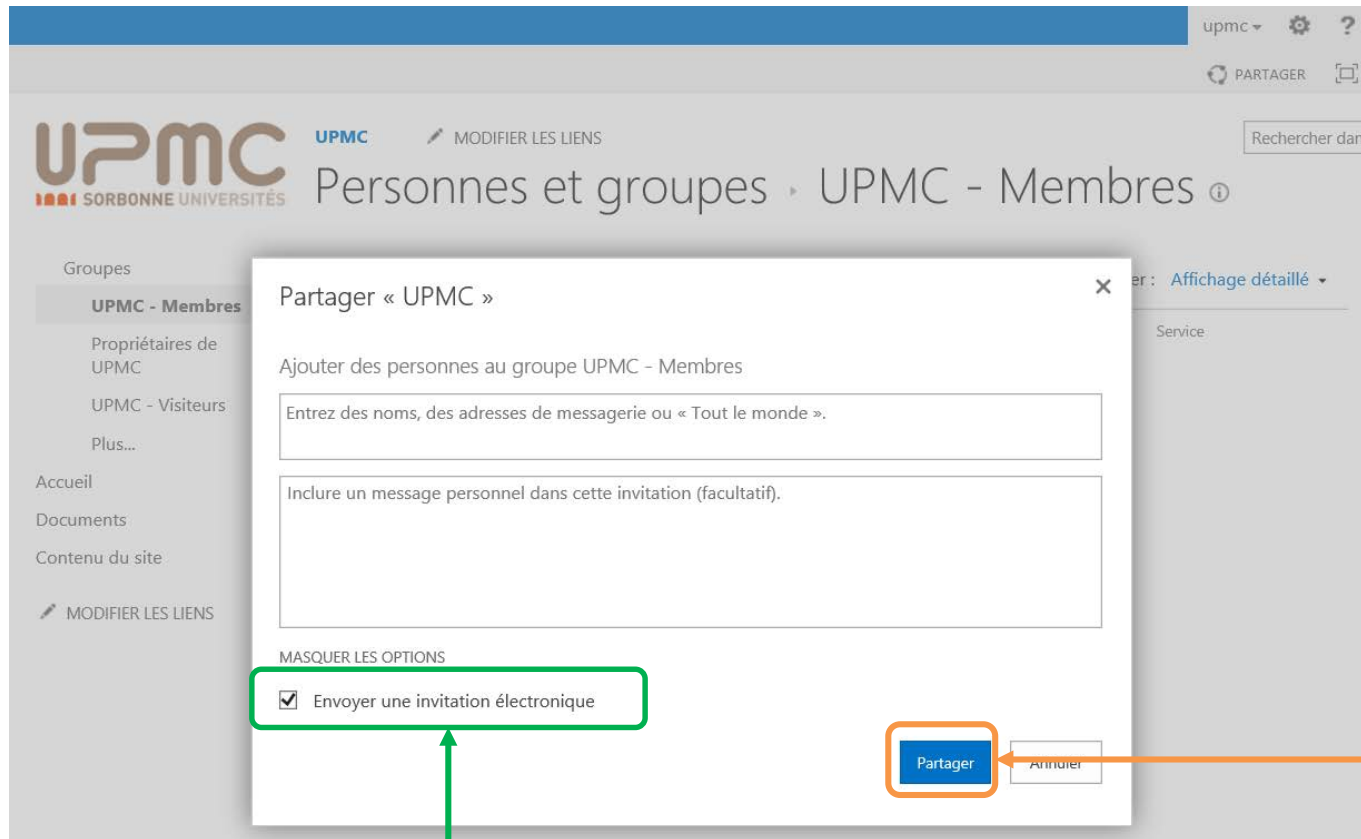 upmc
?
PARTAGER
UPMC
SORBONNE UNIVERSITÉS
UPMC
MODIFIER LES LIENS
Rechercher dan
Personnes et groupes ▸ UPMC - Membres
Groupes
UPMC - Membres
Propriétaires de
UPMC
UPMC - Visiteurs
Plus...
Accueil
Documents
Contenu du site
MODIFIER LES LIENS
er : Affichage détaillé
Service
Partager « UPMC »
Ajouter des personnes au groupe UPMC - Membres
Entrez des noms, des adresses de messagerie ou « Tout le monde ».
Inclure un message personnel dans cette invitation (facultatif).
MASQUER LES OPTIONS
Envoyer une invitation électronique
Partager
Annuler